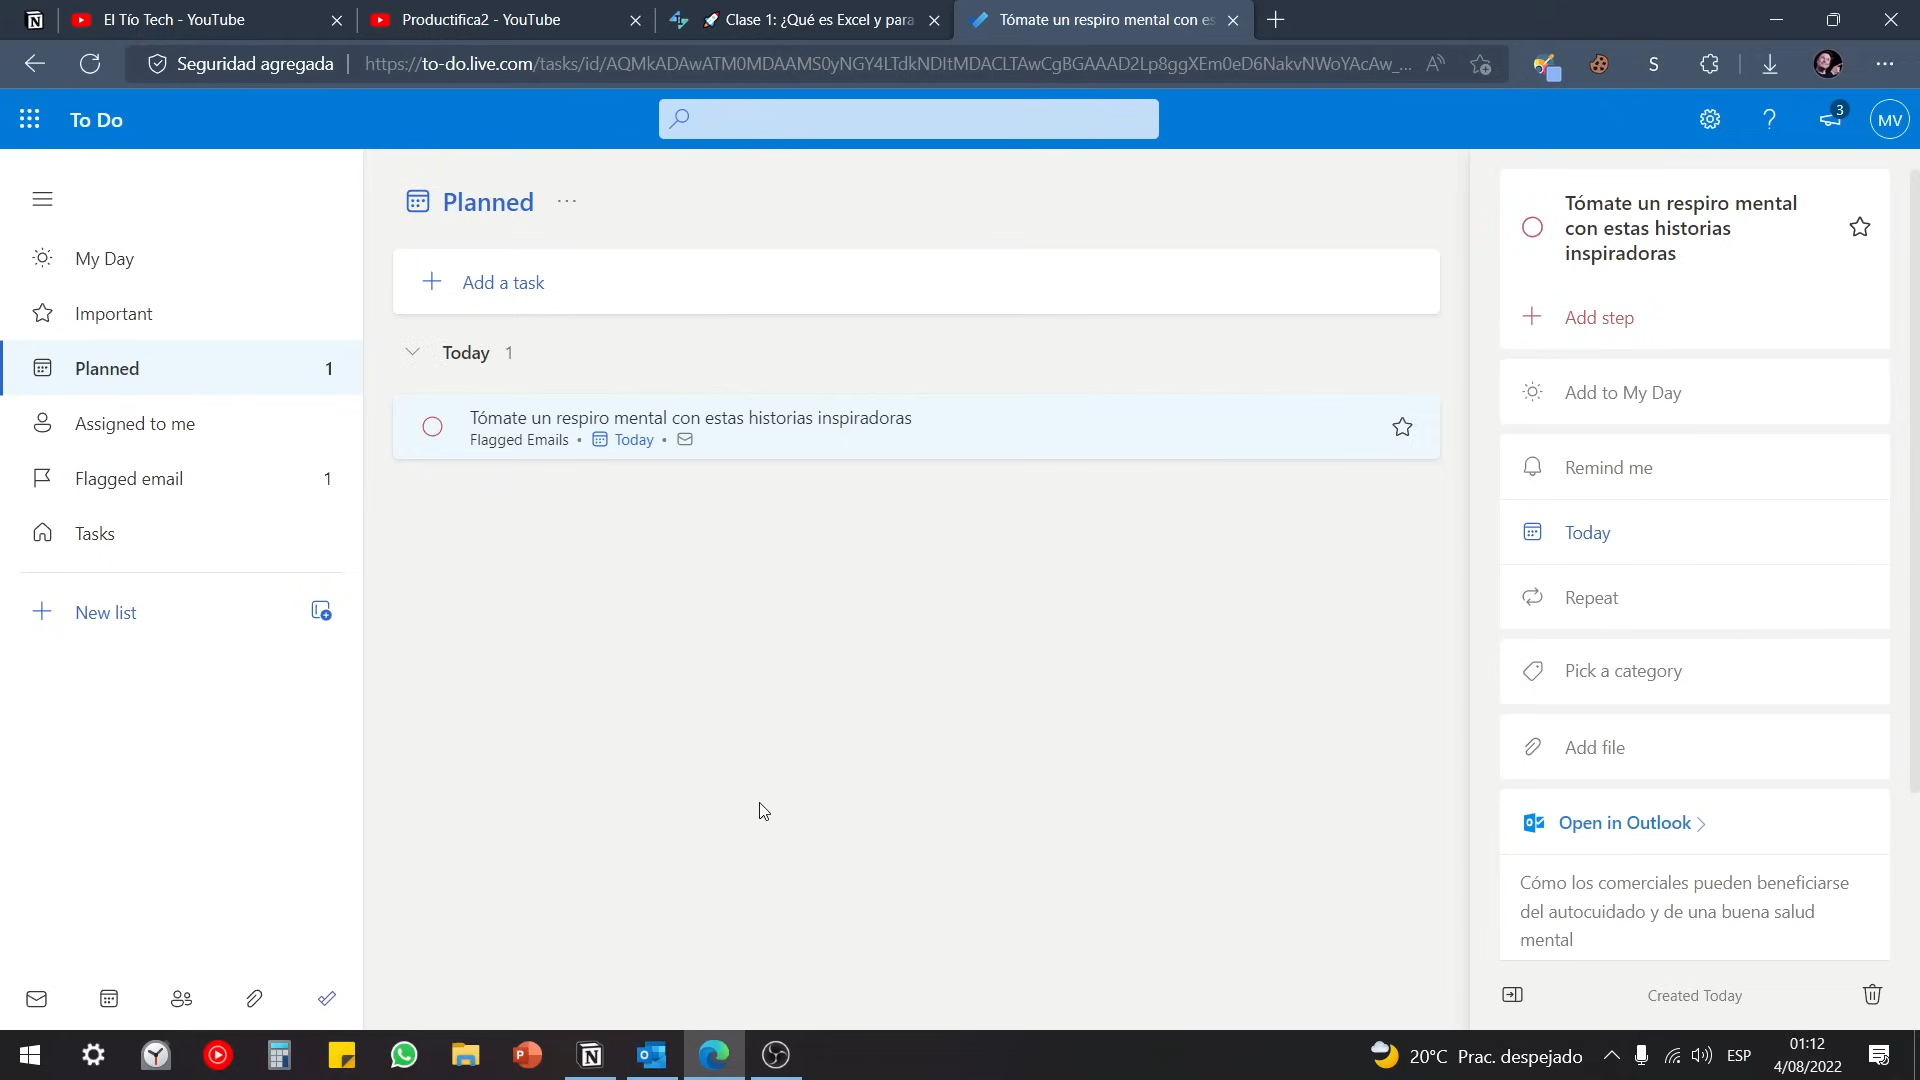 El Tío Tech - YouTube
Productifica2 - YouTube
Clase 1: ¿Qué es Excel y para
Tómate un respiro mental con es
Seguridad agregada
https://to-do.live.com/tasks/id/AQMkADAwATM0MDAAMS0yNGY4LTdkNDItMDACLTAwCgBGAAAD2Lp8ggXEm0eD6NakvNWoYAcAw_...
S
To Do
3
MV
My Day
Important
Planned 1
Assigned to me
Flagged email 1
Tasks
New list
Planned ...
Add a task
Today 1
Tómate un respiro mental con estas historias inspiradoras
Flagged Emails • Today •
Tómate un respiro mental
con estas historias
inspiradoras
Add step
Add to My Day
Remind me
Today
Repeat
Pick a category
Add file
Open in Outlook
Cómo los comerciales pueden beneficiarse
del autocuidado y de una buena salud
mental
Created Today
20°C Prac. despejado
ESP
01:12
4/08/2022